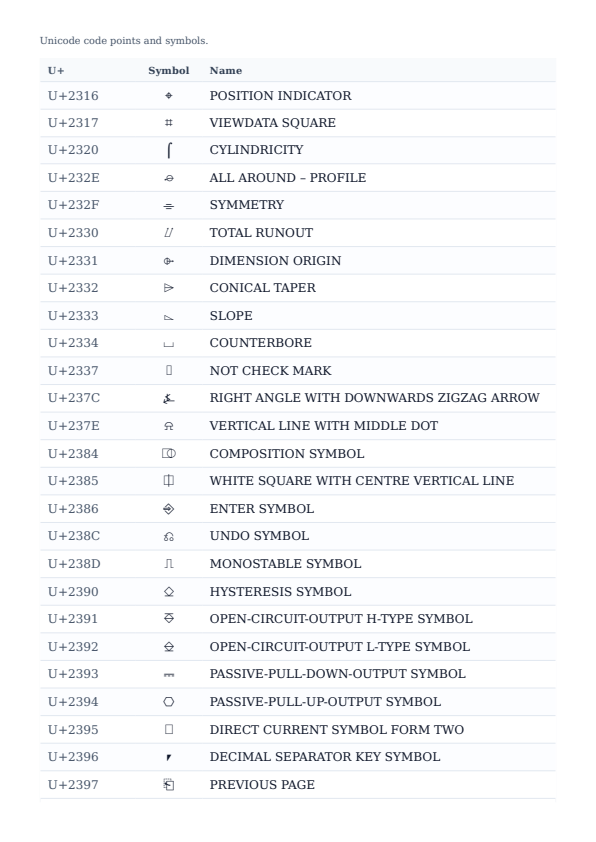 Unicode code points and symbols.
U+ Symbol Name
U+2316 ⌖ POSITION INDICATOR
U+2317 ⌗ VIEWDATA SQUARE
U+2320 ⌠ CYLINDRICITY
U+232E ⌮ ALL AROUND – PROFILE
U+232F ⌯ SYMMETRY
U+2330 ⌰ TOTAL RUNOUT
U+2331 ⌱ DIMENSION ORIGIN
U+2332 ⌲ CONICAL TAPER
U+2333 ⌳ SLOPE
U+2334 ⌴ COUNTERBORE
U+2337 ⌷ NOT CHECK MARK
U+237C ⍼ RIGHT ANGLE WITH DOWNWARDS ZIGZAG ARROW
U+237E ⍾ VERTICAL LINE WITH MIDDLE DOT
U+2384 ⎄ COMPOSITION SYMBOL
U+2385 ⎅ WHITE SQUARE WITH CENTRE VERTICAL LINE
U+2386 ⎆ ENTER SYMBOL
U+238C ⎌ UNDO SYMBOL
U+238D ⎍ MONOSTABLE SYMBOL
U+2390 ⎐ HYSTERESIS SYMBOL
U+2391 ⎑ OPEN-CIRCUIT-OUTPUT H-TYPE SYMBOL
U+2392 ⎒ OPEN-CIRCUIT-OUTPUT L-TYPE SYMBOL
U+2393 ⎓ PASSIVE-PULL-DOWN-OUTPUT SYMBOL
U+2394 ⎔ PASSIVE-PULL-UP-OUTPUT SYMBOL
U+2395 ⎕ DIRECT CURRENT SYMBOL FORM TWO
U+2396 ⎖ DECIMAL SEPARATOR KEY SYMBOL
U+2397 ⎗ PREVIOUS PAGE